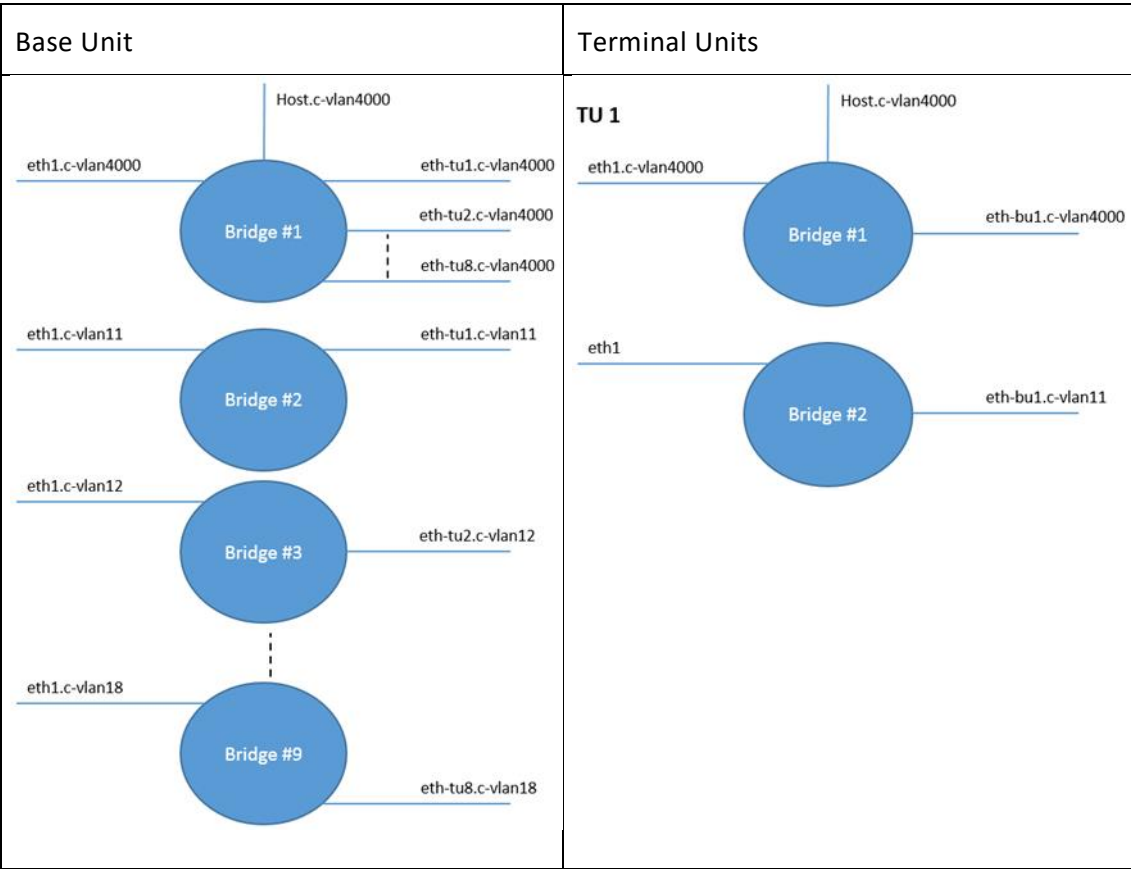 Base Unit
Terminal Units
Host.c-vlan4000
eth1.c-vlan4000
eth-tu1.c-vlan4000
eth-tu2.c-vlan4000
Bridge #1
eth-tu8.c-vlan4000
eth1.c-vlan11
eth-tu1.c-vlan11
Bridge #2
eth1.c-vlan12
eth-tu2.c-vlan12
Bridge #3
eth1.c-vlan18
Bridge #9
eth-tu8.c-vlan18
TU 1
Host.c-vlan4000
eth1.c-vlan4000
eth-bu1.c-vlan4000
Bridge #1
eth1
eth-bu1.c-vlan11
Bridge #2